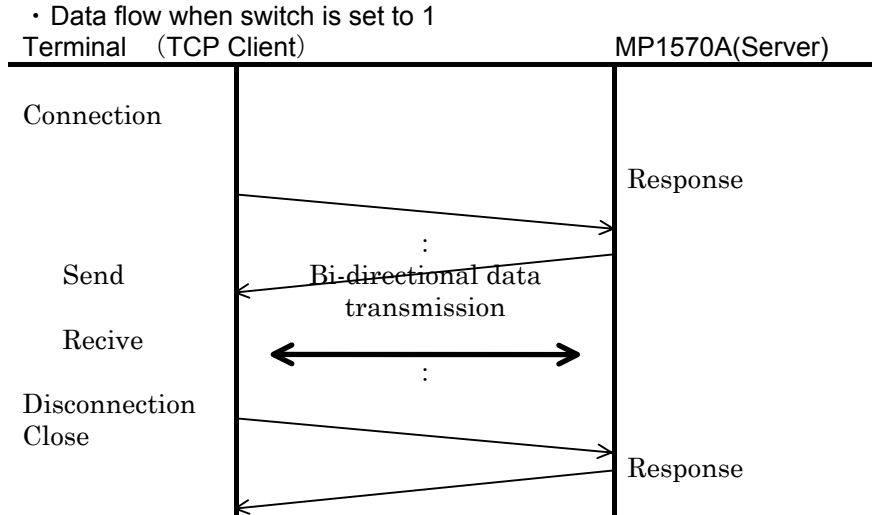 ・Data flow when switch is set to 1
Terminal （TCP Client） MP1570A(Server)
Connection
Response
:
Send
Bi-directional data
transmission
Recive
:
Disconnection
Close
Response